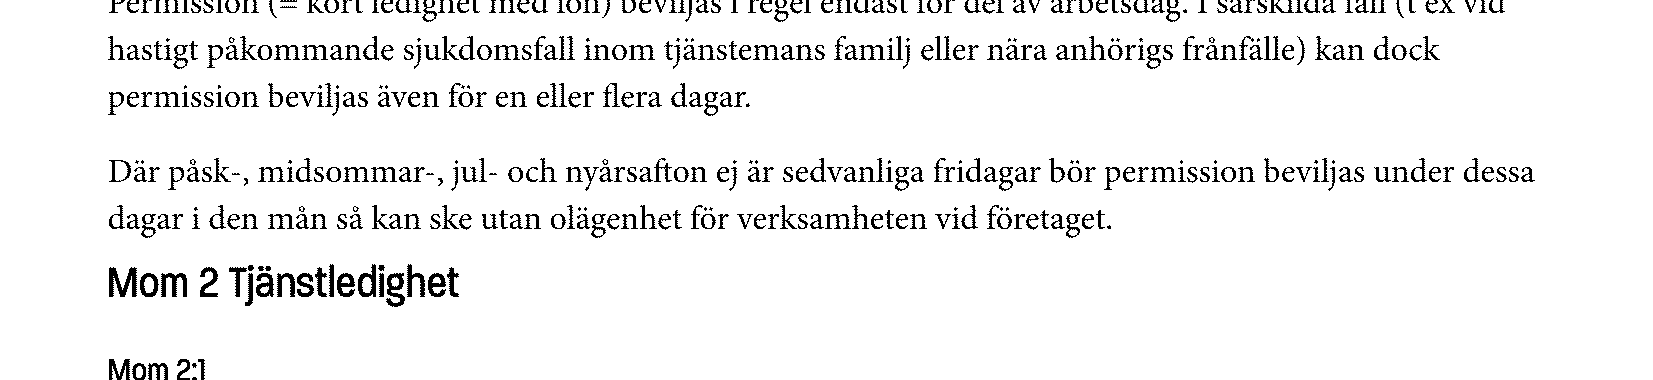 Permission (= kort ledighet med lön) beviljas i regel endast för del av arbetsdag. I särskilda fall (t ex vid
hastigt påkommande sjukdomsfall inom tjänstemans familj eller nära anhörigs frånfälle) kan dock
permission beviljas även för en eller flera dagar.
Där påsk-, midsommar-, jul- och nyårsafton ej är sedvanliga fridagar bör permission beviljas under dessa
dagar i den mån så kan ske utan olägenhet för verksamheten vid företaget.
Mom 2 Tjänstledighet
Mom 2:1